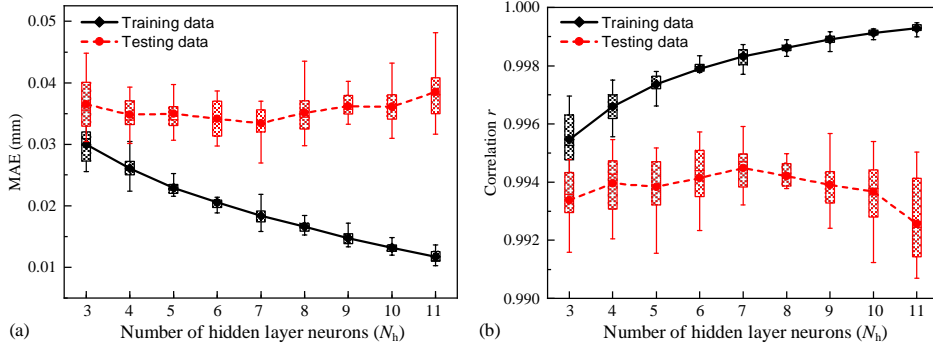 0.05
0.04
0.03
0.02
0.01
MAE (mm)
Training data
Testing data
3 4 5 6 7 8 9 10 11
(a) Number of hidden layer neurons (Nh)
1.000
0.998
0.996
0.994
0.992
0.990
Correlation r
Training data
Testing data
3 4 5 6 7 8 9 10 11
(b) Number of hidden layer neurons (Nh)